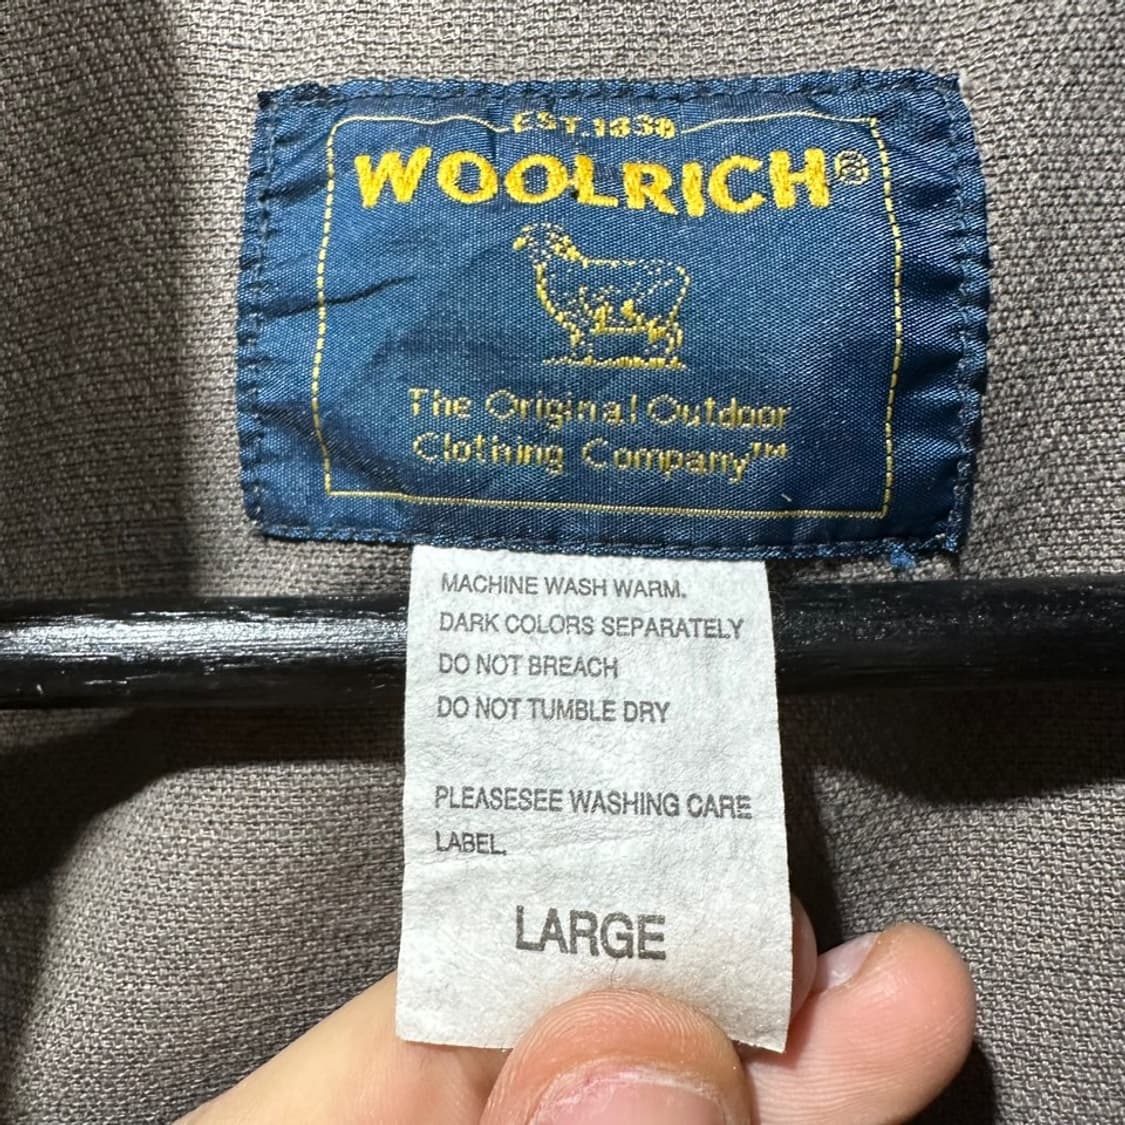 EST. 1830
WOOLRICH®
The Original Outdoor
Clothing Company™
MACHINE WASH WARM.
DARK COLORS SEPARATELY
DO NOT BREACH
DO NOT TUMBLE DRY
PLEASESEE WASHING CARE
LABEL.
LARGE